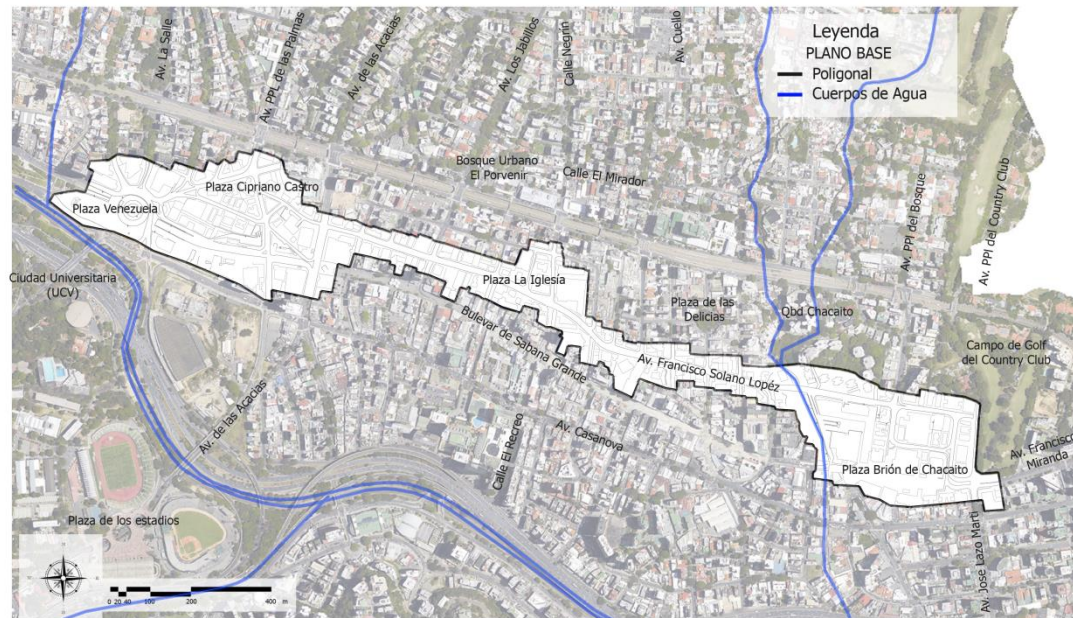 Leyenda
PLANO BASE
Poligonal
Cuerpos de Agua
Av. La Salle
Av. PPL de las Palmas
Av. de las Acacias
Av. Los Jabillos
Calle Negrin
Av. Cuello
Bosque Urbano
El Porvenir
Calle El Mirador
Av. PPl del Bosque
Av. PPl del Country Club
Plaza Cipriano Castro
Plaza Venezuela
Ciudad Universitaria
(UCV)
Plaza La Iglesía
Plaza de las
Delicias
Qbd Chacaito
Campo de Golf
del Country Club
Bulevar de Sabana Grande
Av. Francisco Solano Lopéz
Av. de las Acacias
Calle El Recreo
Av. Casanova
Plaza Brión de Chacaito
Av. Francisco
Miranda
Av. Jose Lazo Marti
Plaza de los estadios
0 20 40 100 200 400 m